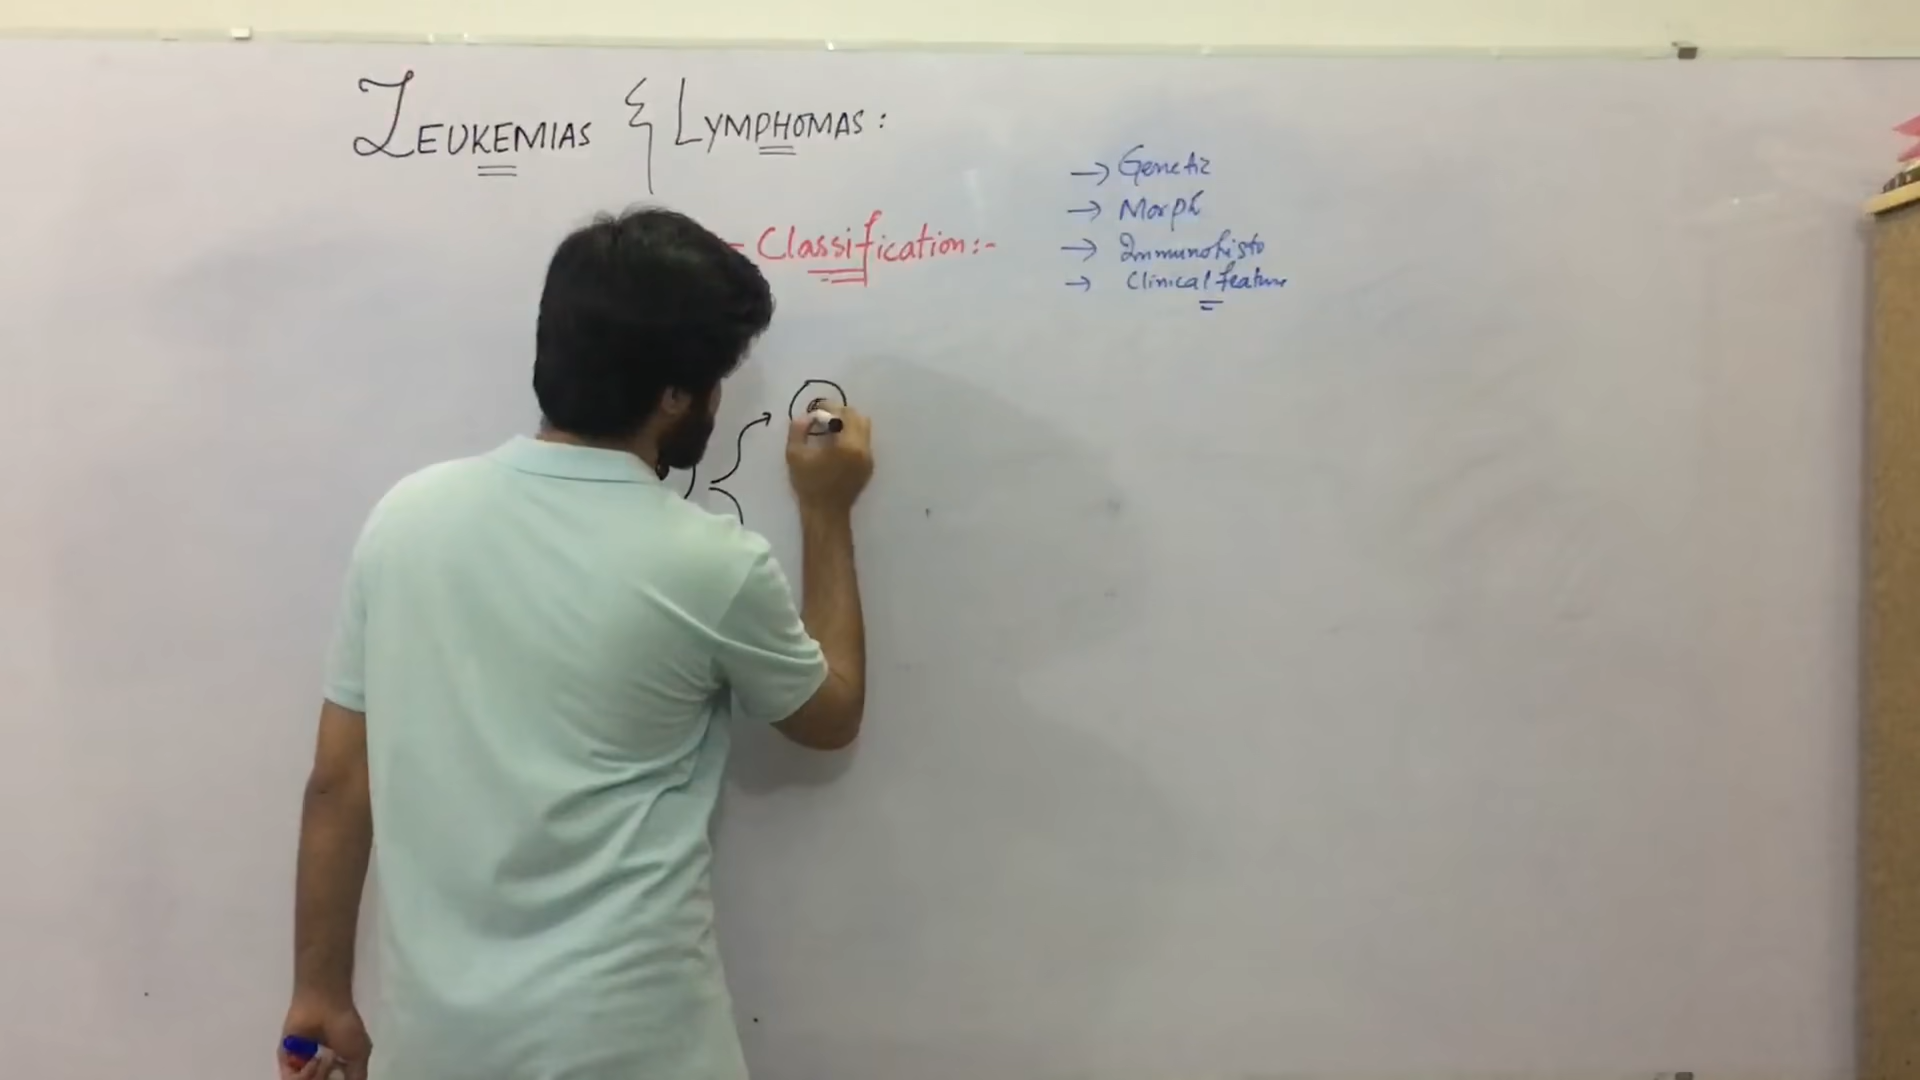 LEUKEMIAS & LYMPHOMAS :
- Classification :-
→ Genetic
→ Morph
→ Immunohisto
→ Clinical feature